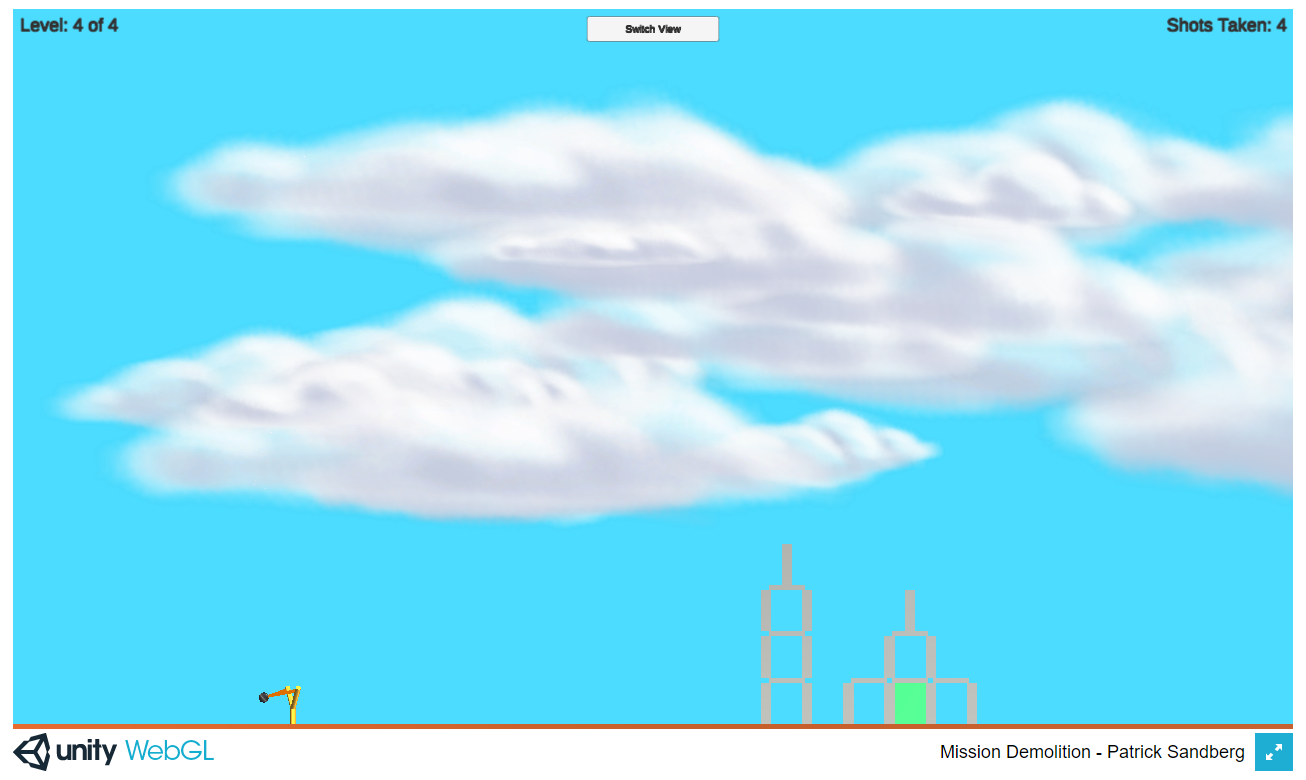 Level: 4 of 4
Switch View
Shots Taken: 4
unity WebGL
Mission Demolition - Patrick Sandberg